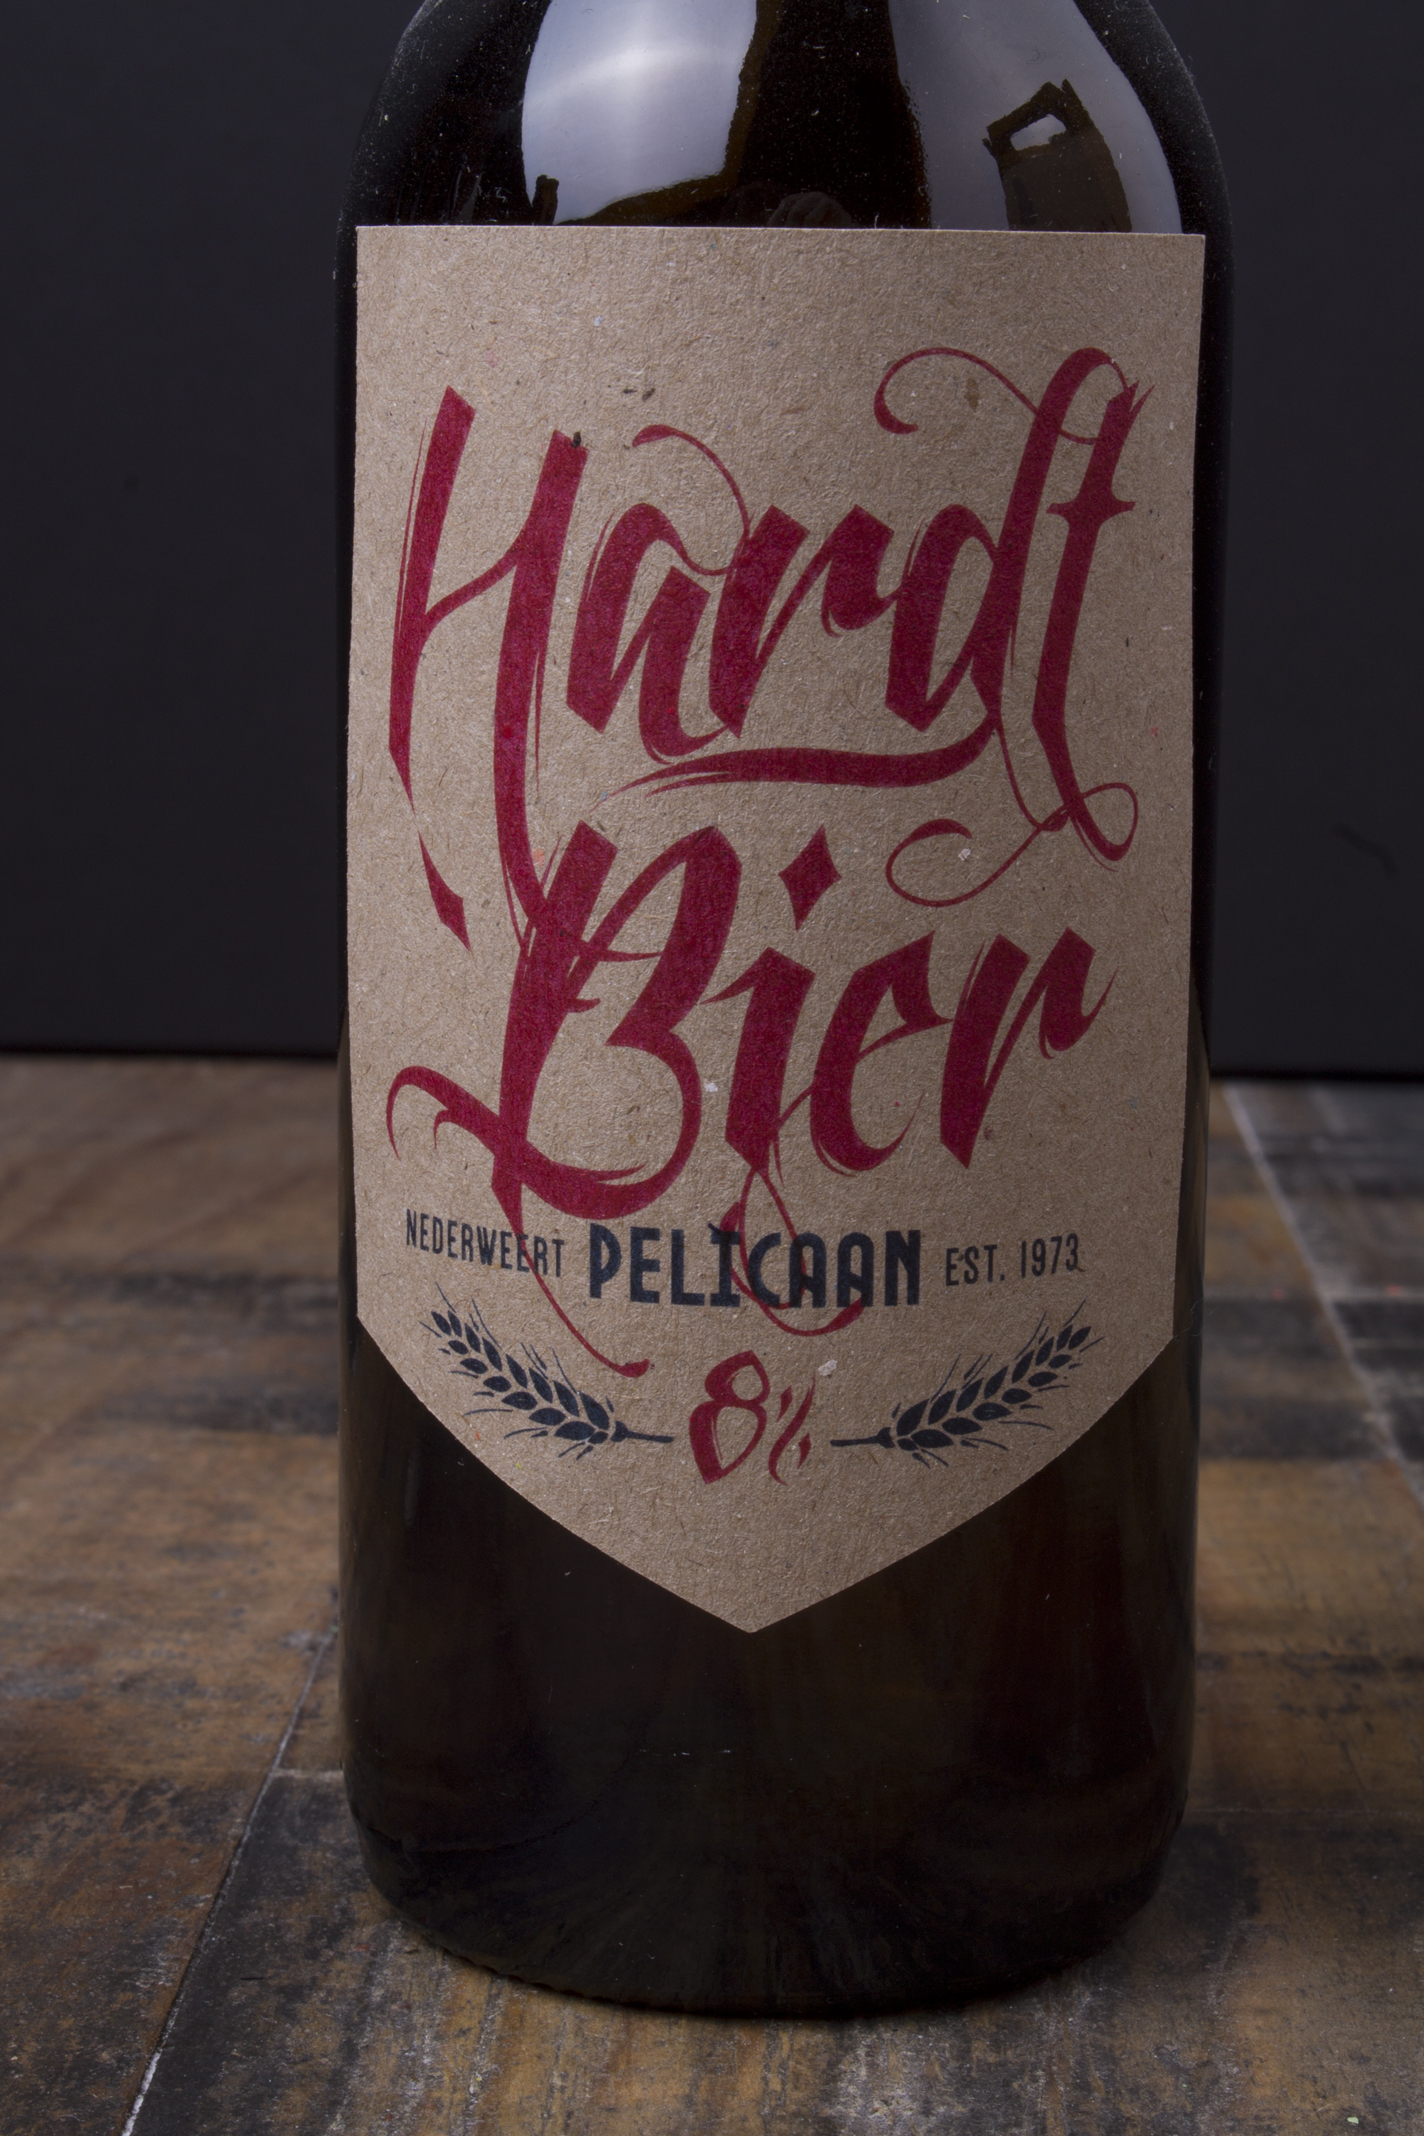 Hardt
Bier
NEDERWEERT PELICAAN EST. 1973
8%